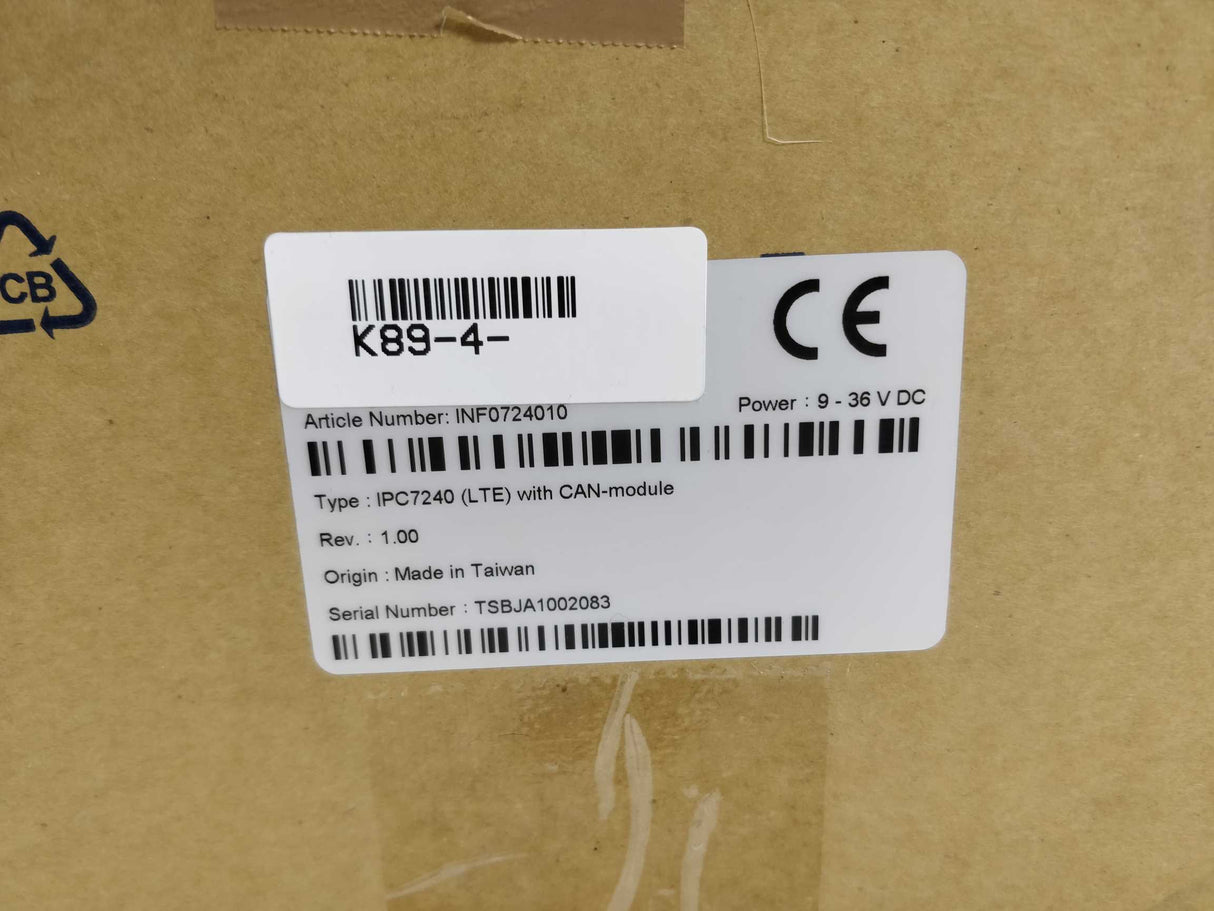 CB
K89-4-
CE
Article Number: INF0724010
Power : 9 - 36 V DC
Type : IPC7240 (LTE) with CAN-module
Rev. : 1.00
Origin : Made in Taiwan
Serial Number : TSBJA1002083